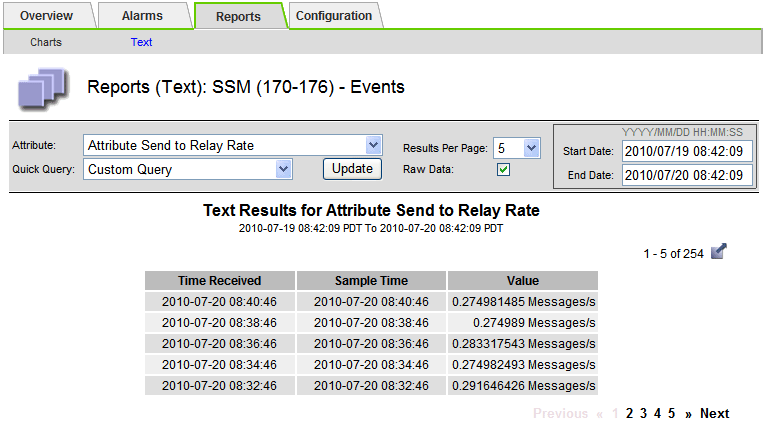 Overview Alarms Reports Configuration
Charts Text
Reports (Text): SSM (170-176) - Events
YYYY/MM/DD HH:MM:SS
Attribute: Attribute Send to Relay Rate Results Per Page: 5 Start Date: 2010/07/19 08:42:09
Quick Query: Custom Query Update Raw Data: End Date: 2010/07/20 08:42:09
Text Results for Attribute Send to Relay Rate
2010-07-19 08:42:09 PDT To 2010-07-20 08:42:09 PDT
1 - 5 of 254
Time Received Sample Time Value
2010-07-20 08:40:46 2010-07-20 08:40:46 0.274981485 Messages/s
2010-07-20 08:38:46 2010-07-20 08:38:46 0.274989 Messages/s
2010-07-20 08:36:46 2010-07-20 08:36:46 0.283317543 Messages/s
2010-07-20 08:34:46 2010-07-20 08:34:46 0.274982493 Messages/s
2010-07-20 08:32:46 2010-07-20 08:32:46 0.291646426 Messages/s
Previous « 1 2 3 4 5 » Next